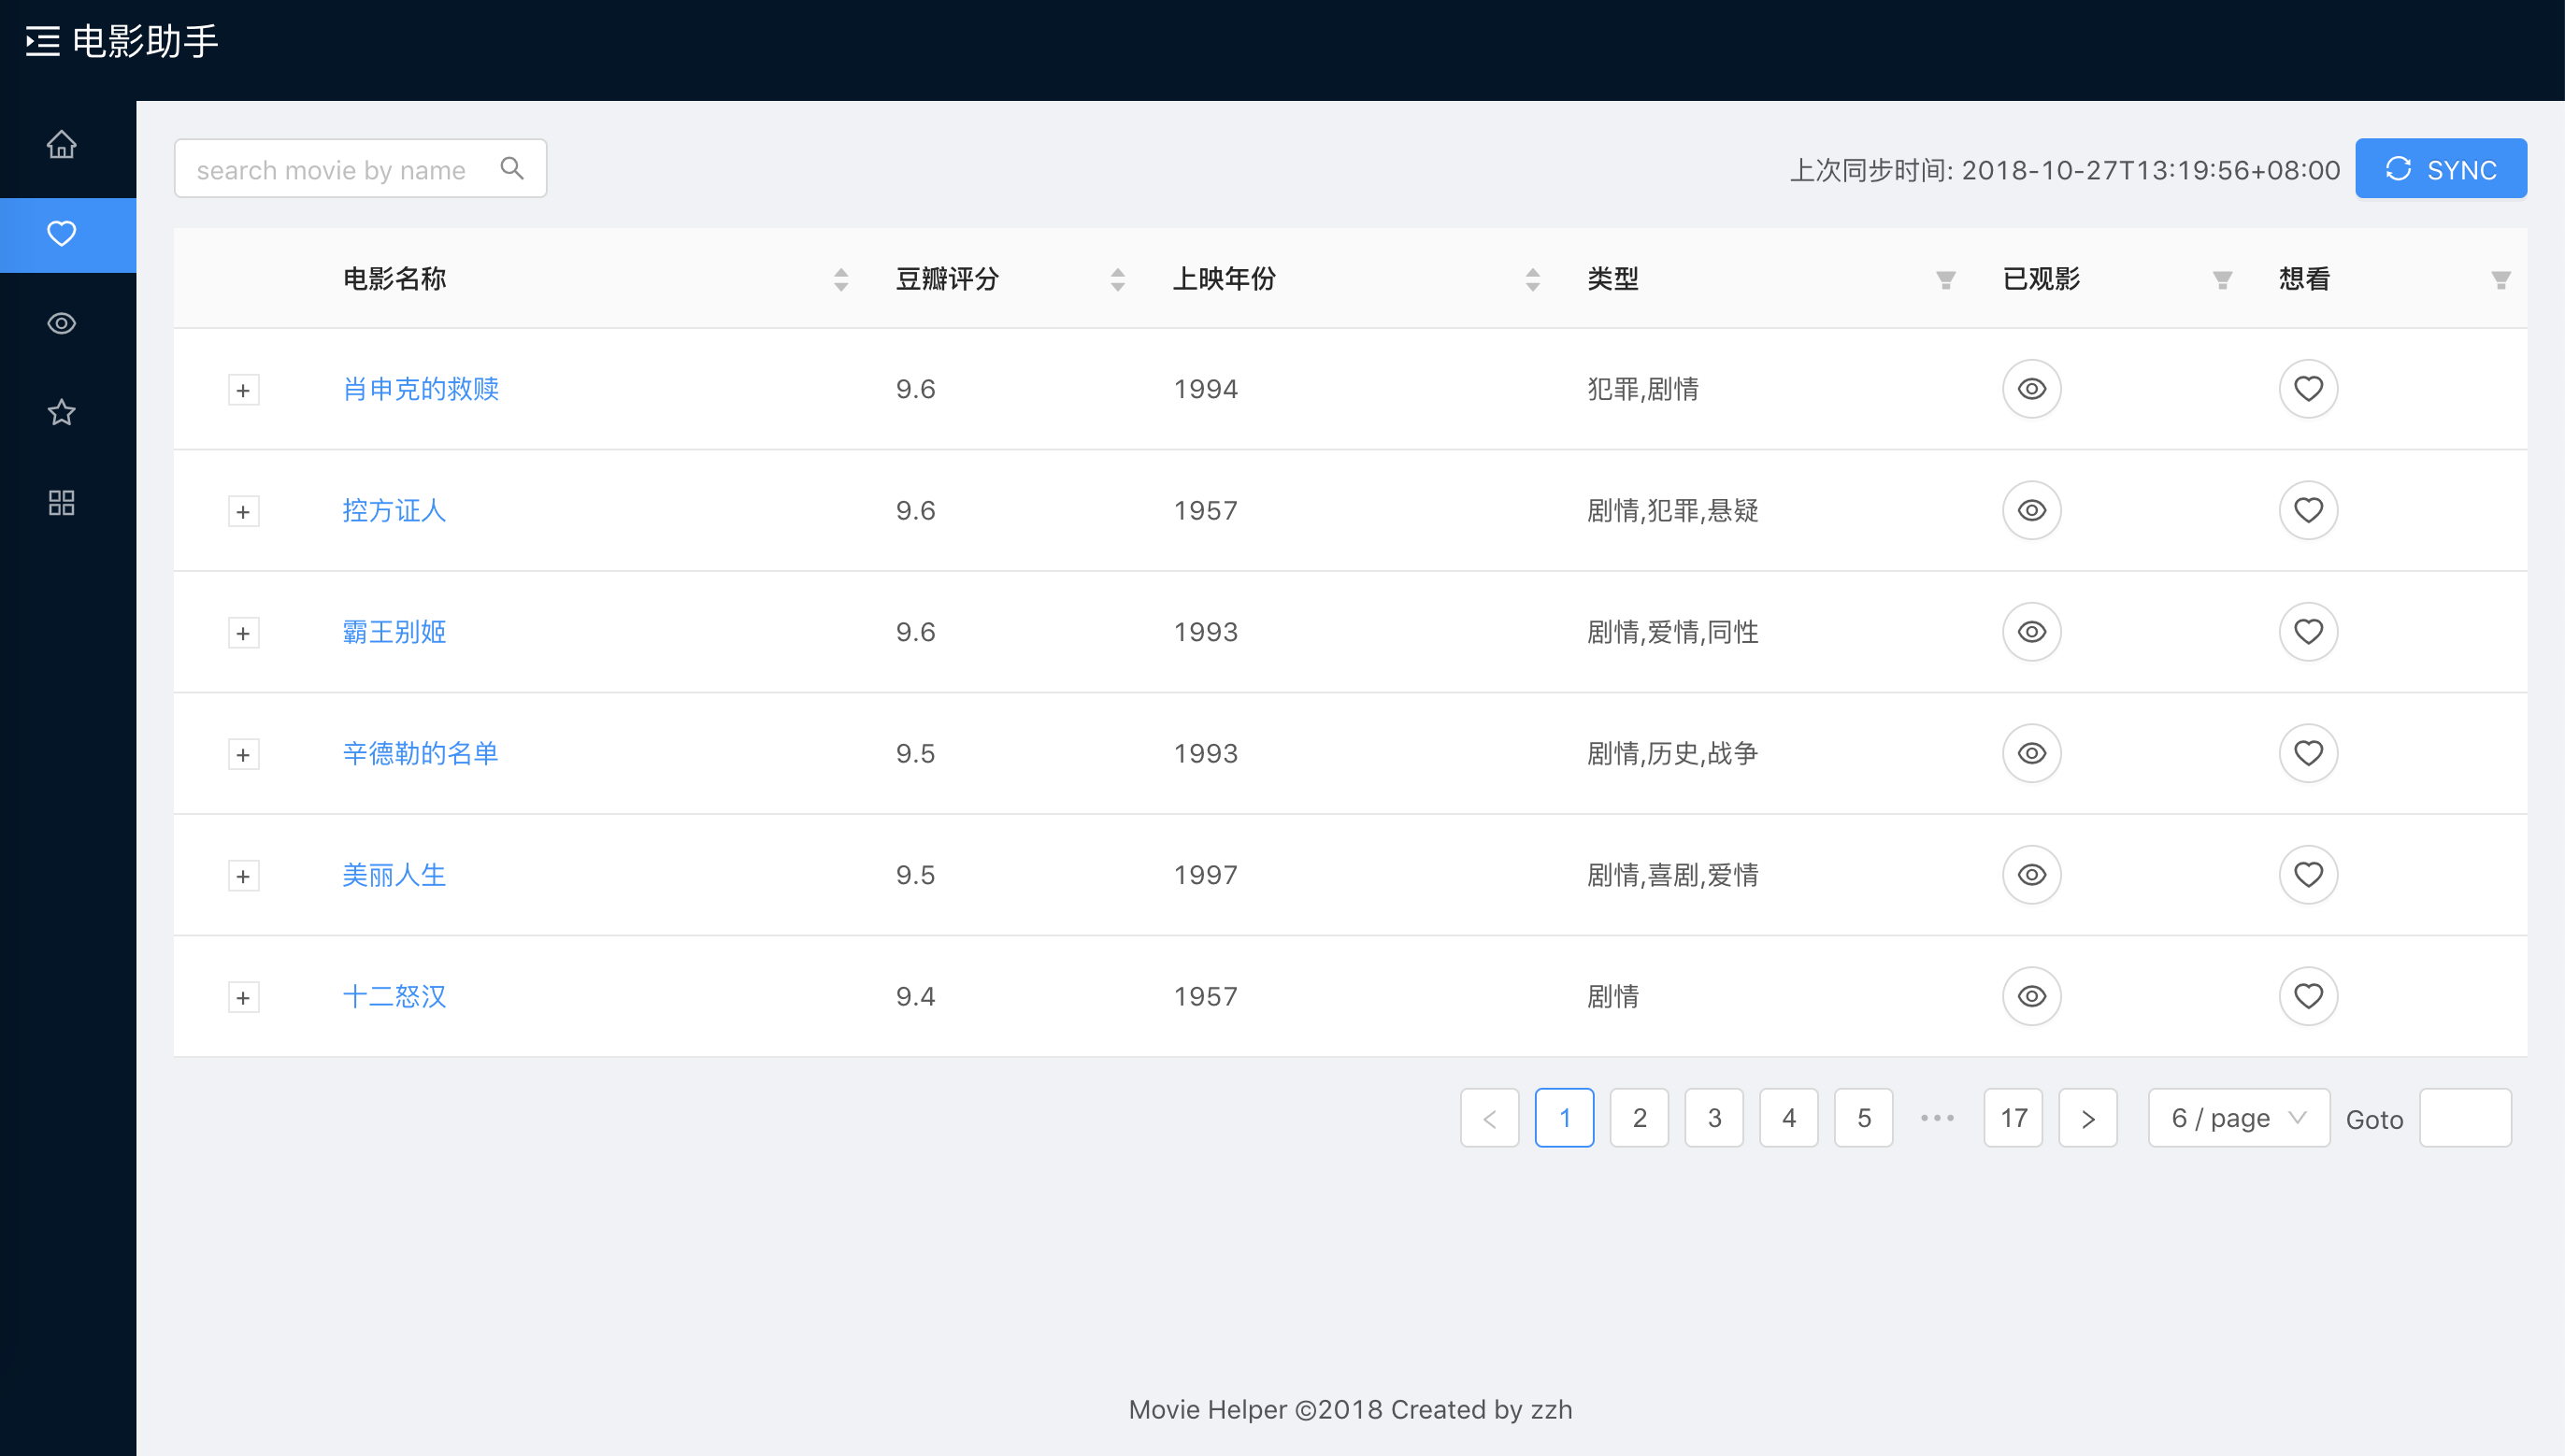 电影助手
search movie by name
上次同步时间: 2018-10-27T13:19:56+08:00 SYNC
电影名称 豆瓣评分 上映年份 类型 已观影 想看
肖申克的救赎 9.6 1994 犯罪,剧情
控方证人 9.6 1957 剧情,犯罪,悬疑
霸王别姬 9.6 1993 剧情,爱情,同性
辛德勒的名单 9.5 1993 剧情,历史,战争
美丽人生 9.5 1997 剧情,喜剧,爱情
十二怒汉 9.4 1957 剧情
< 1 2 3 4 5 ••• 17 > 6 / page Goto
Movie Helper ©2018 Created by zzh